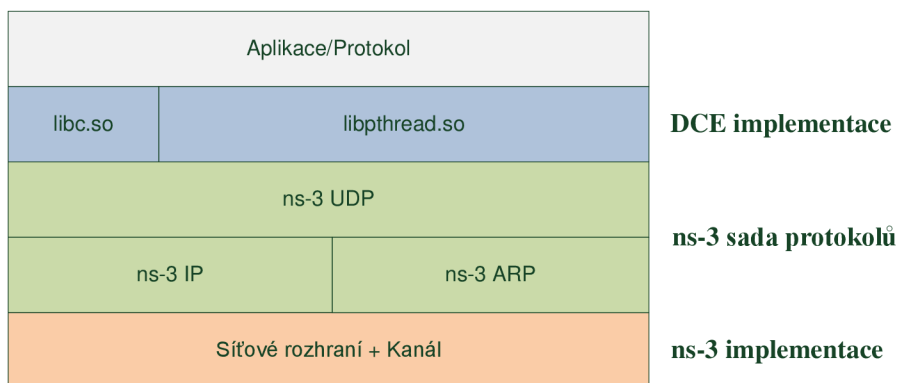 Aplikace/Protokol
libc.so
libpthread.so
DCE implementace
ns-3 UDP
ns-3 sada protokolů
ns-3 IP
ns-3 ARP
Síťové rozhraní + Kanál
ns-3 implementace